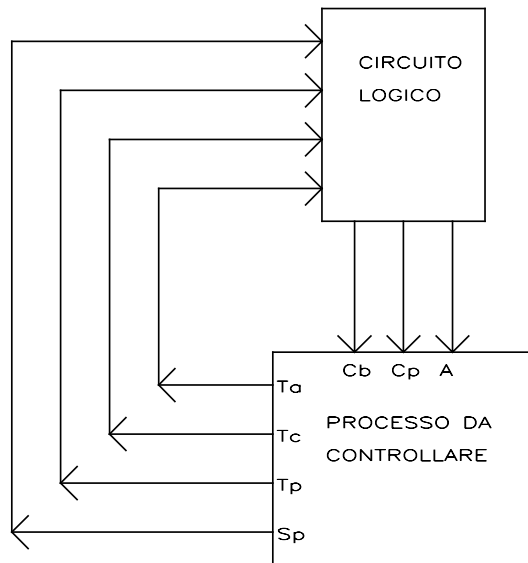 CIRCUITO
LOGICO
Cb Cp A
Ta
PROCESSO DA
Tc
CONTROLLARE
Tp
Sp